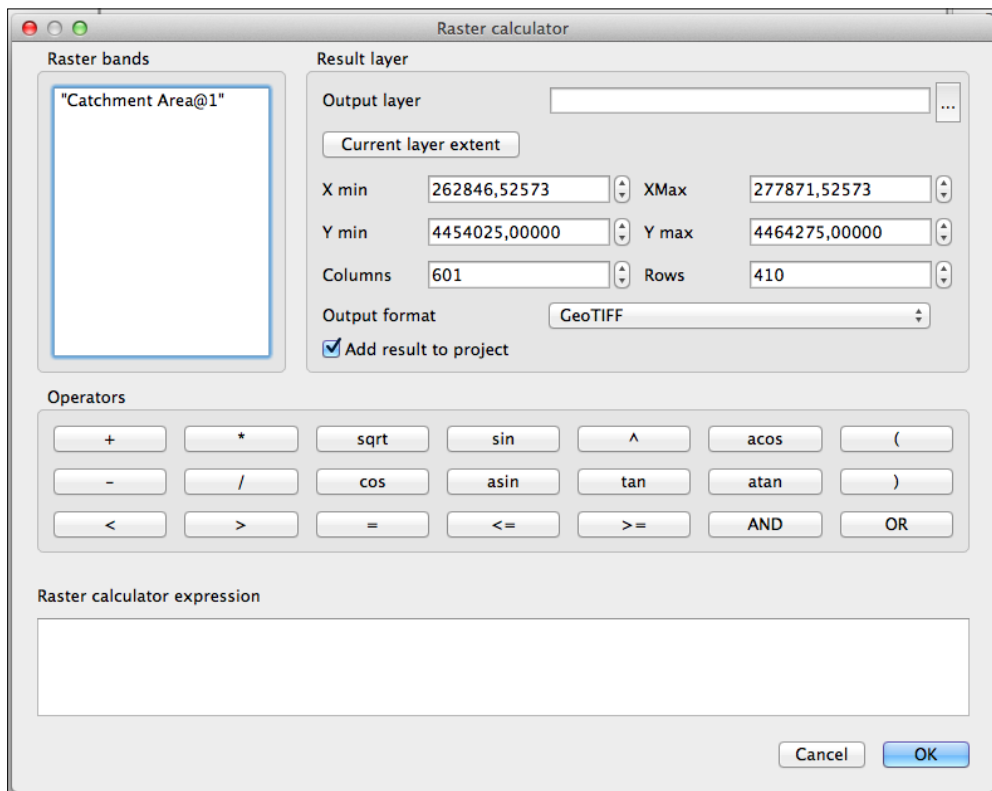 Raster calculator
Raster bands
"Catchment Area@1"
Result layer
Output layer
...
Current layer extent
X min 262846,52573 XMax 277871,52573
Y min 4454025,00000 Y max 4464275,00000
Columns 601 Rows 410
Output format GeoTIFF
Add result to project
Operators
+ * sqrt sin ^ acos (
- / cos asin tan atan )
< > = <= >= AND OR
Raster calculator expression
Cancel OK